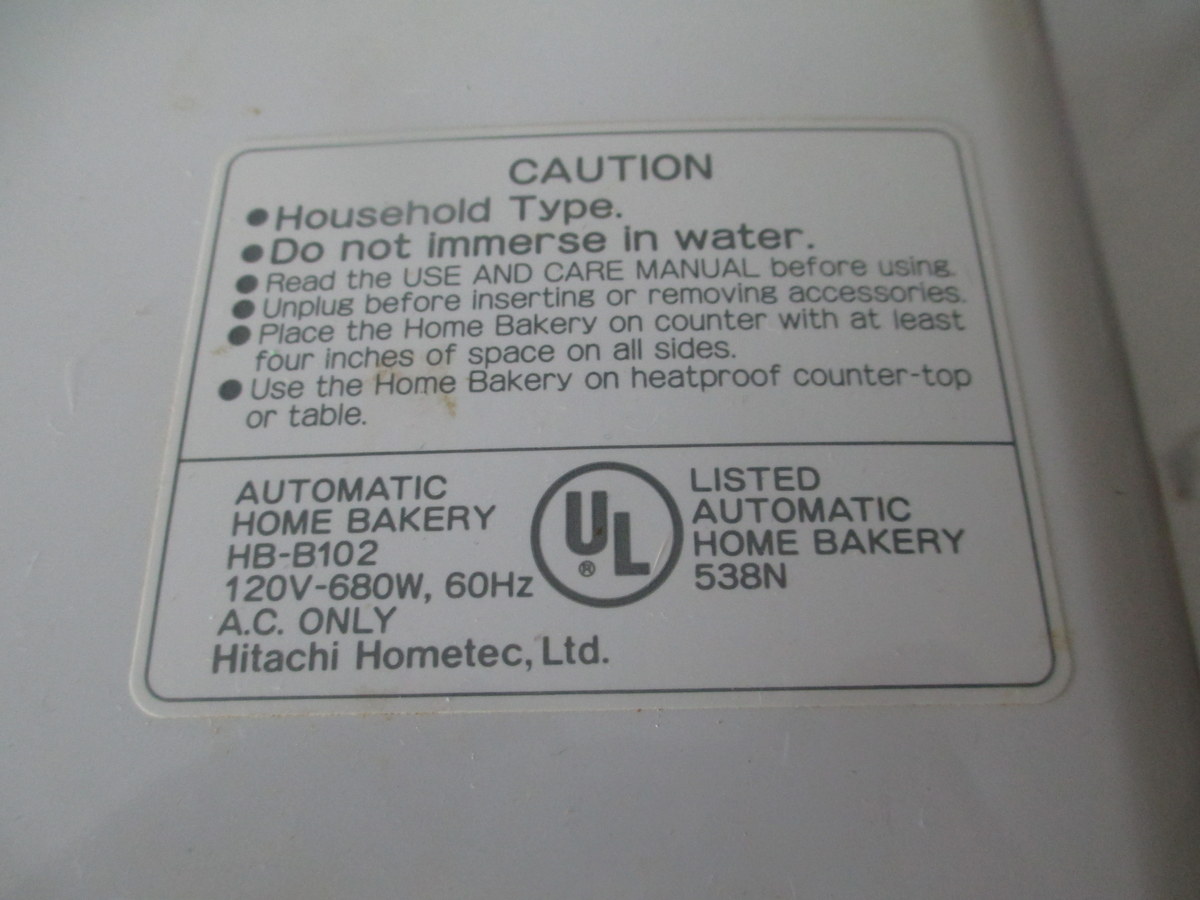 CAUTION
●Household Type.
●Do not immerse in water.
●Read the USE AND CARE MANUAL before using.
●Unplug before inserting or removing accessories.
●Place the Home Bakery on counter with at least
four inches of space on all sides.
●Use the Home Bakery on heatproof counter-top
or table.
AUTOMATIC
HOME BAKERY
HB-B102
120V-680W, 60Hz
A.C. ONLY
Hitachi Hometec, Ltd.
UL®
LISTED
AUTOMATIC
HOME BAKERY
538N